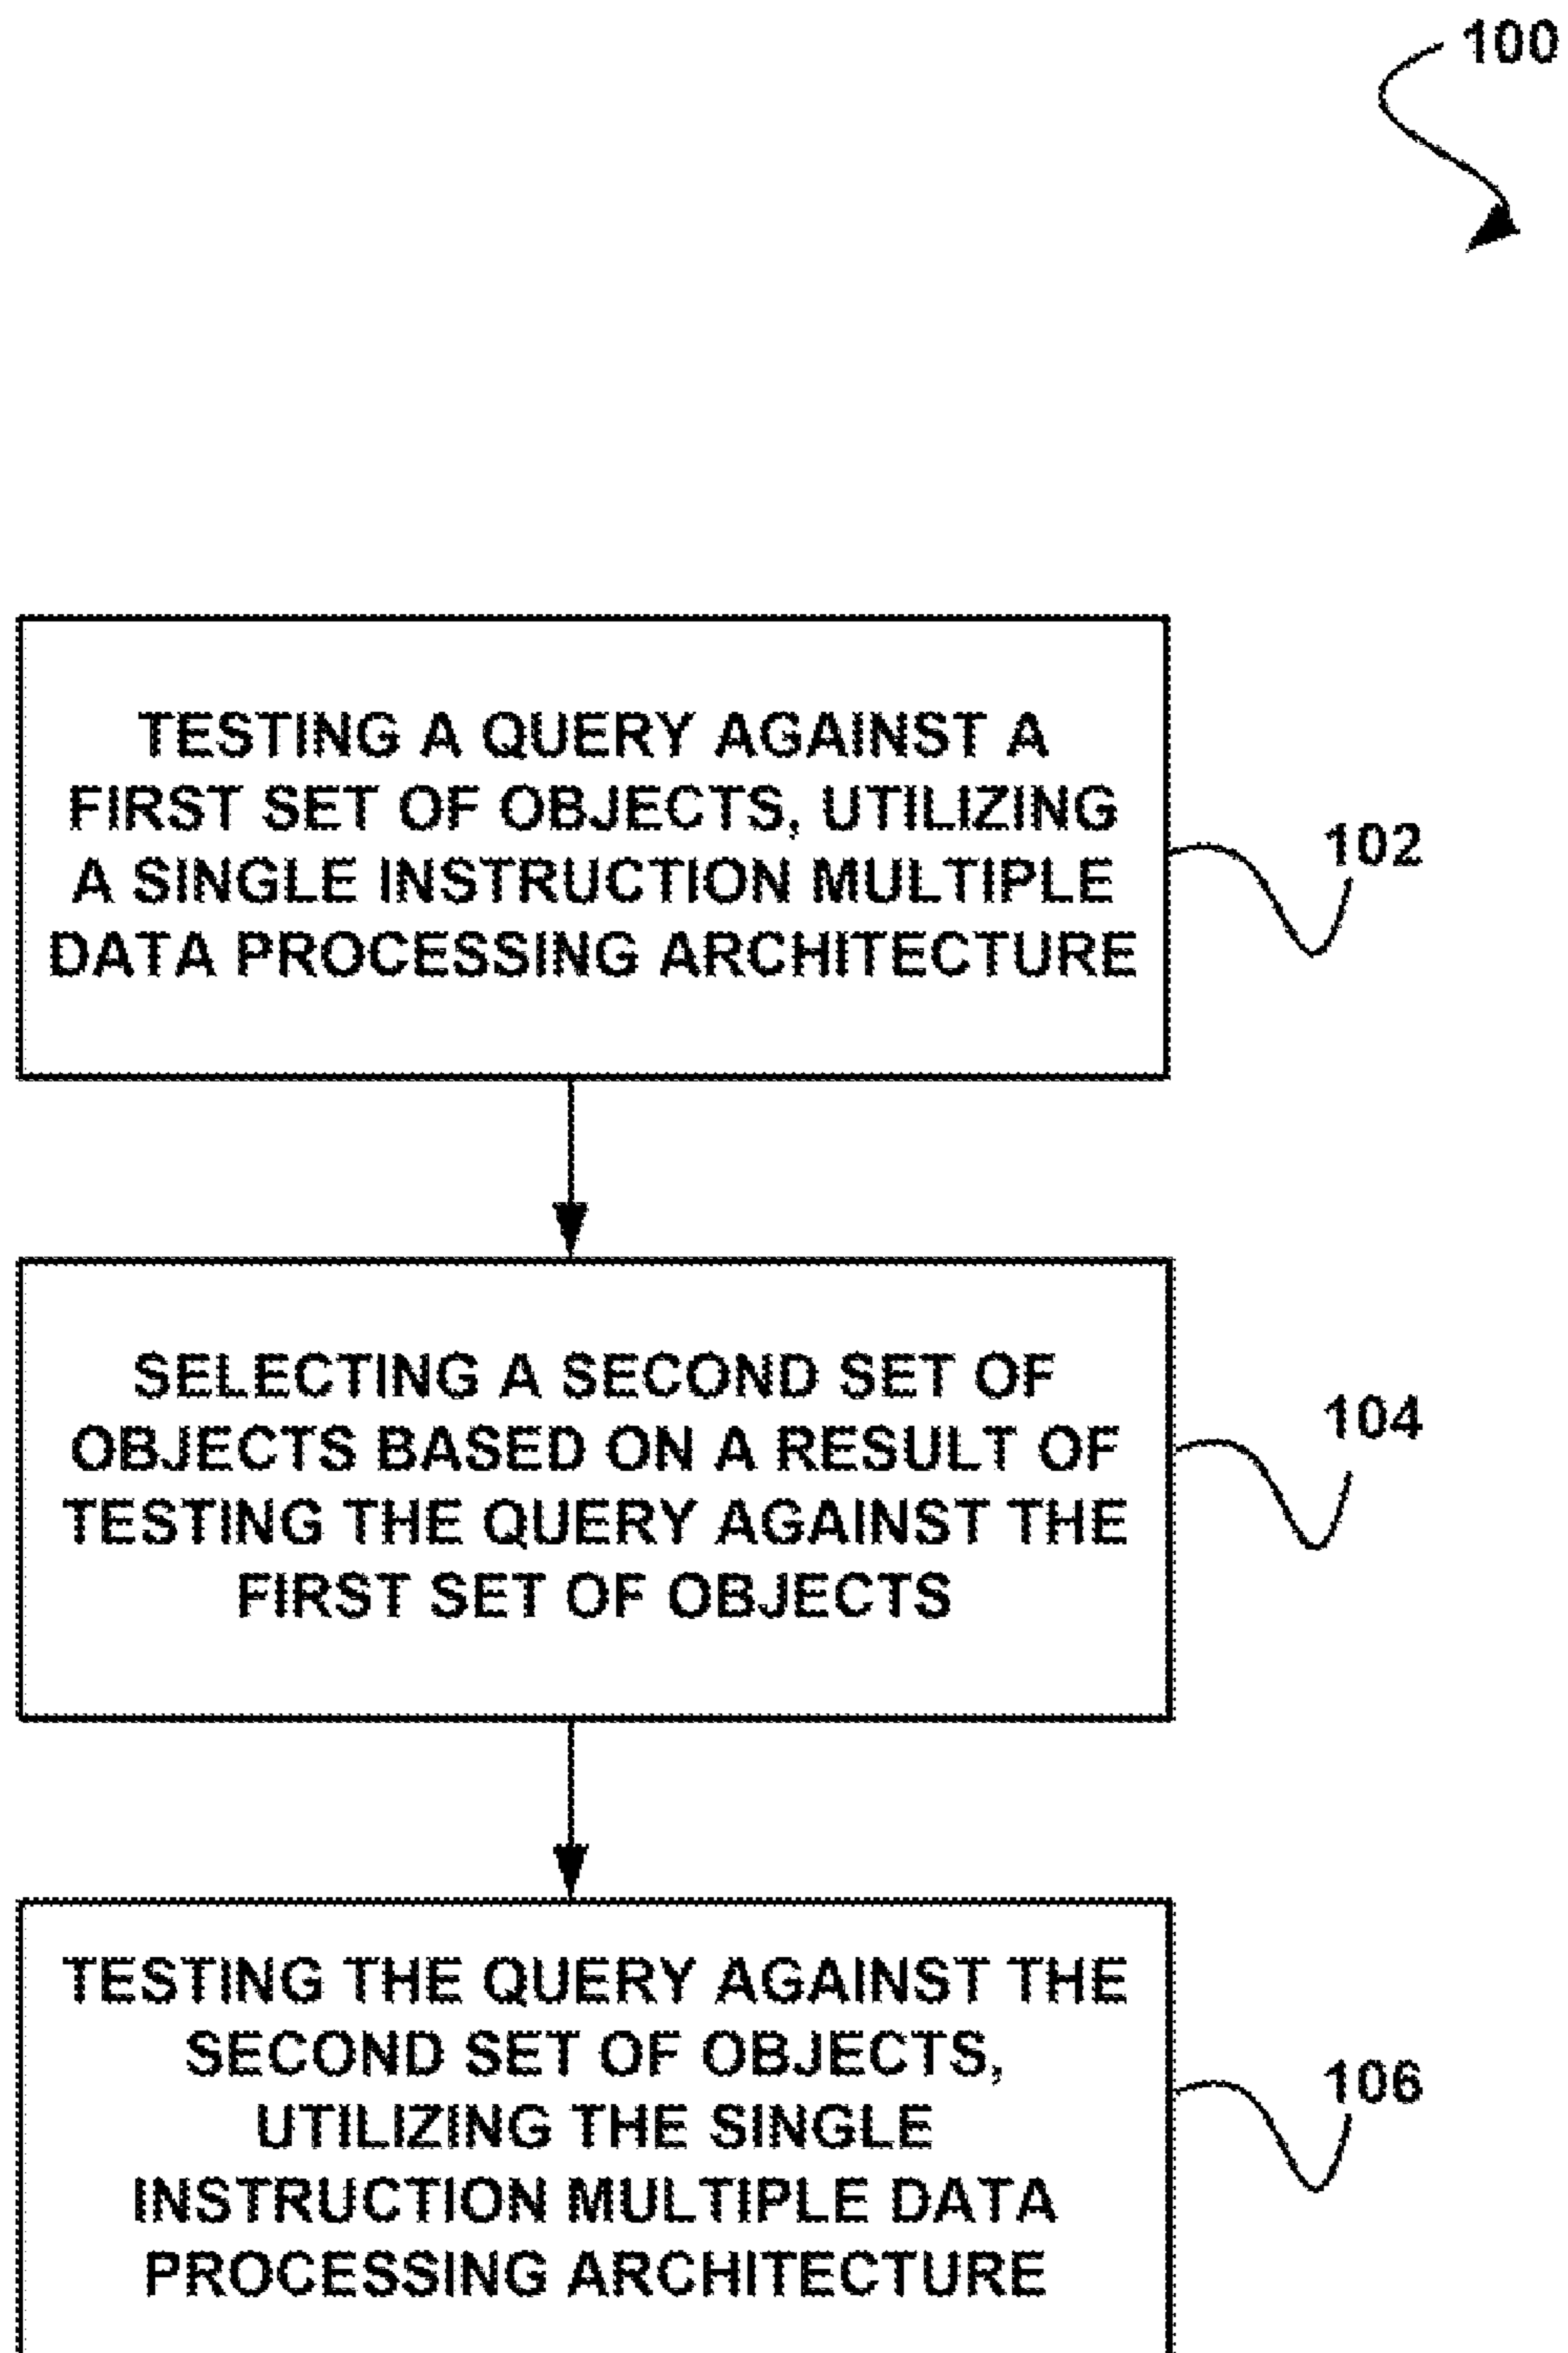 100
TESTING A QUERY AGAINST A
FIRST SET OF OBJECTS, UTILIZING
A SINGLE INSTRUCTION MULTIPLE
DATA PROCESSING ARCHITECTURE
102
SELECTING A SECOND SET OF
OBJECTS BASED ON A RESULT OF
TESTING THE QUERY AGAINST THE
FIRST SET OF OBJECTS
104
TESTING THE QUERY AGAINST THE
SECOND SET OF OBJECTS,
UTILIZING THE SINGLE
INSTRUCTION MULTIPLE DATA
PROCESSING ARCHITECTURE
106